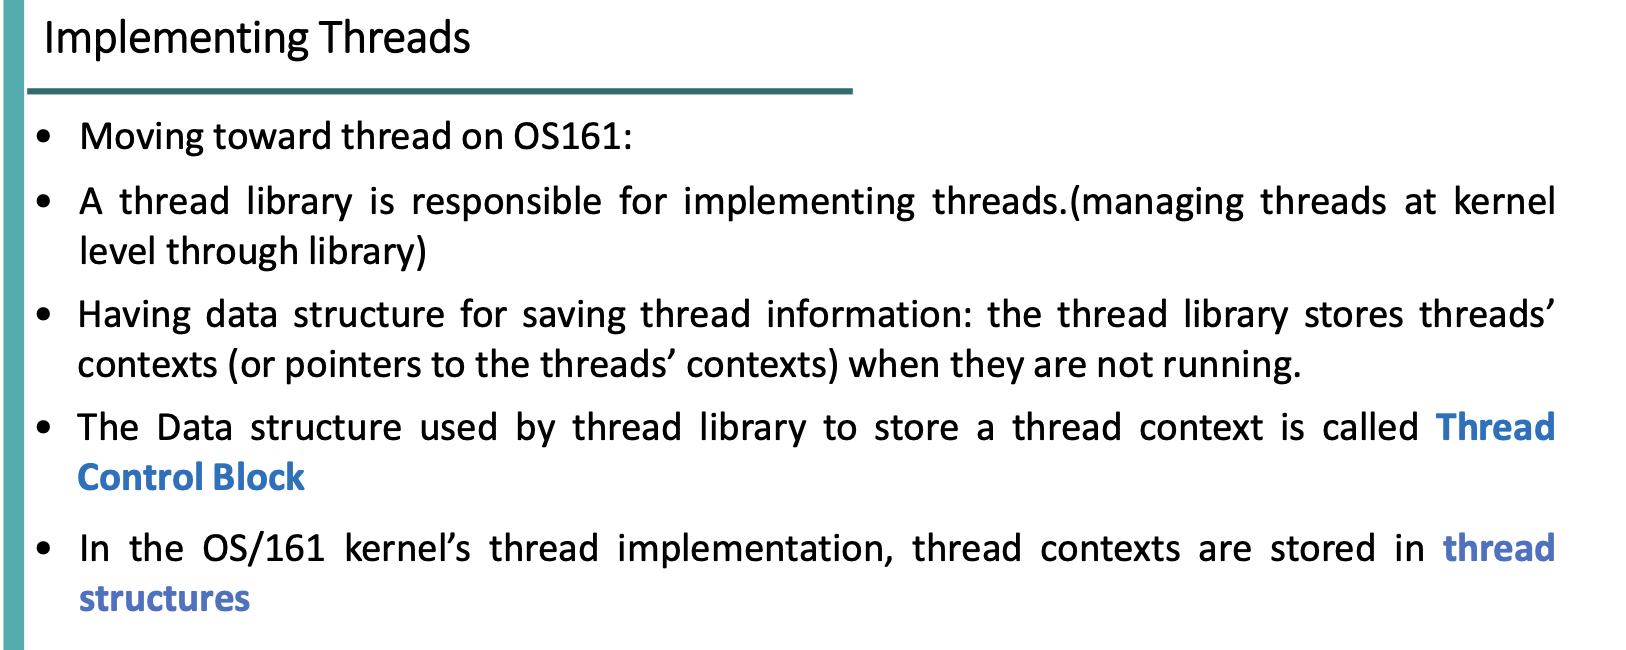 Implementing Threads
• Moving toward thread on OS161:
• A thread library is responsible for implementing threads.(managing threads at kernel
level through library)
• Having data structure for saving thread information: the thread library stores threads’
contexts (or pointers to the threads’ contexts) when they are not running.
• The Data structure used by thread library to store a thread context is called Thread
Control Block
• In the OS/161 kernel’s thread implementation, thread contexts are stored in thread
structures